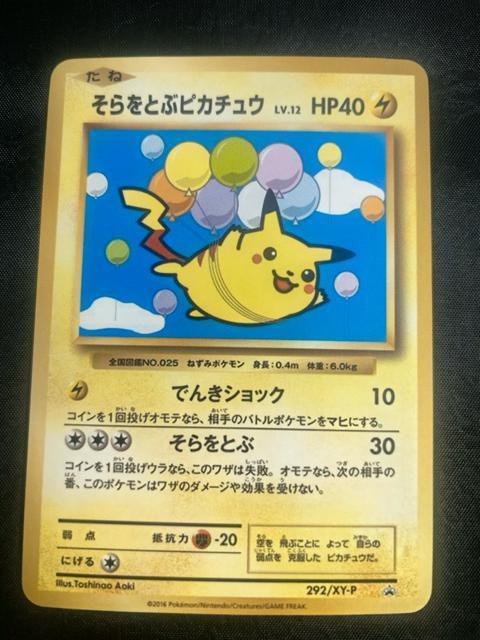 たね
そらをとぶピカチュウ LV.12 HP40
全国図鑑NO.025 ねずみポケモン 身長:0.4m 体重:6.0kg
でんきショック 10
コインを1回投げオモテなら、相手のバトルポケモンをマヒにする。
そらをとぶ 30
コインを1回投げウラなら、このワザは失敗。オモテなら、次の相手の
番、このポケモンはワザのダメージや効果を受けない。
弱点 抵抗力 -20
空を飛ぶことに よって 自らの
弱点を 克服した ピカチュウだ。
にげる
Illus.Toshinao Aoki
292/XY-P
©2016 Pokémon/Nintendo/Creatures/GAME FREAK.